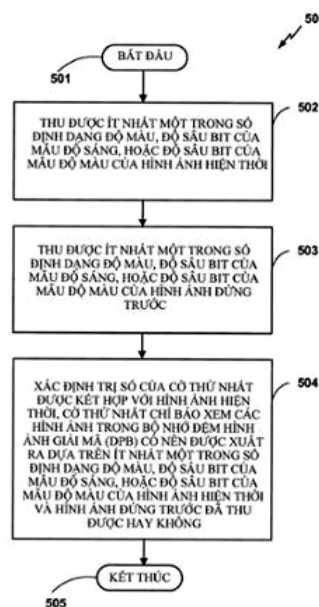 50
501
BẮT ĐẦU
502
THU ĐƯỢC ÍT NHẤT MỘT TRONG SỐ
ĐỊNH DẠNG ĐỘ MÀU, ĐỘ SÂU BIT CỦA
MẪU ĐỘ SÁNG, HOẶC ĐỘ SÂU BIT CỦA
MẪU ĐỘ MÀU CỦA HÌNH ẢNH HIỆN THỜI
503
THU ĐƯỢC ÍT NHẤT MỘT TRONG SỐ
ĐỊNH DẠNG ĐỘ MÀU, ĐỘ SÂU BIT CỦA
MẪU ĐỘ SÁNG, HOẶC ĐỘ SÂU BIT CỦA
MẪU ĐỘ MÀU CỦA HÌNH ẢNH ĐỨNG
TRƯỚC
504
XÁC ĐỊNH TRỊ SỐ CỦA CỜ THỨ NHẤT
ĐƯỢC KẾT HỢP VỚI HÌNH ẢNH HIỆN
THỜI, CỜ THỨ NHẤT CHỈ BÁO XEM CÁC
HÌNH ẢNH TRONG BỘ NHỚ ĐỆM HÌNH
ẢNH GIẢI MÃ (DPB) CÓ NÊN ĐƯỢC XUẤT
RA DỰA TRÊN ÍT NHẤT MỘT TRONG SỐ
ĐỊNH DẠNG ĐỘ MÀU, ĐỘ SÂU BIT CỦA
MẪU ĐỘ SÁNG, HOẶC ĐỘ SÂU BIT CỦA
MẪU ĐỘ MÀU CỦA HÌNH ẢNH HIỆN THỜI
VÀ HÌNH ẢNH ĐỨNG TRƯỚC ĐÃ THU
ĐƯỢC HAY KHÔNG
KẾT THÚC
505